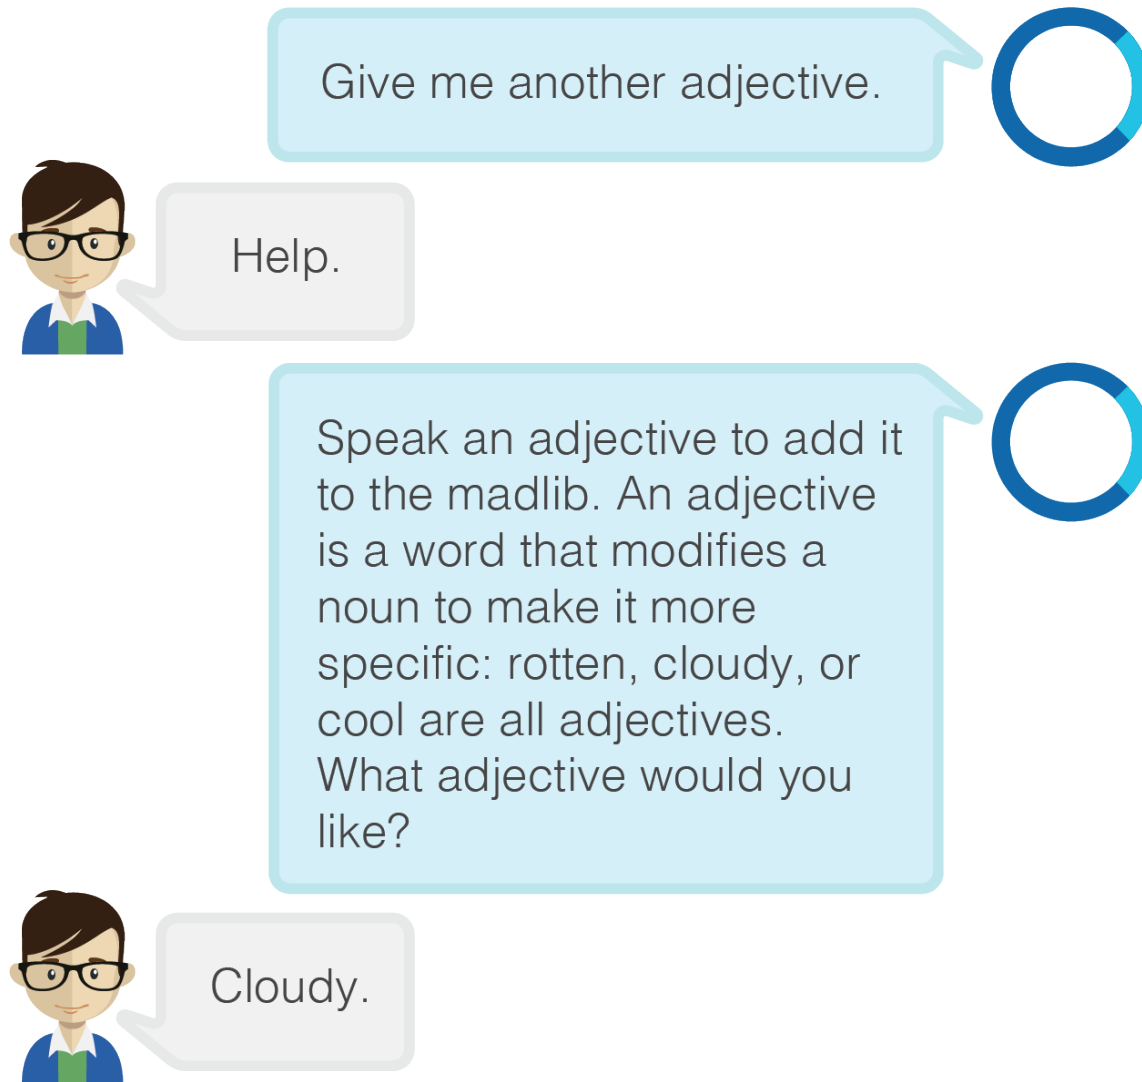 Give me another adjective.
Help.
Speak an adjective to add it
to the madlib. An adjective
is a word that modifies a
noun to make it more
specific: rotten, cloudy, or
cool are all adjectives.
What adjective would you
like?
Cloudy.